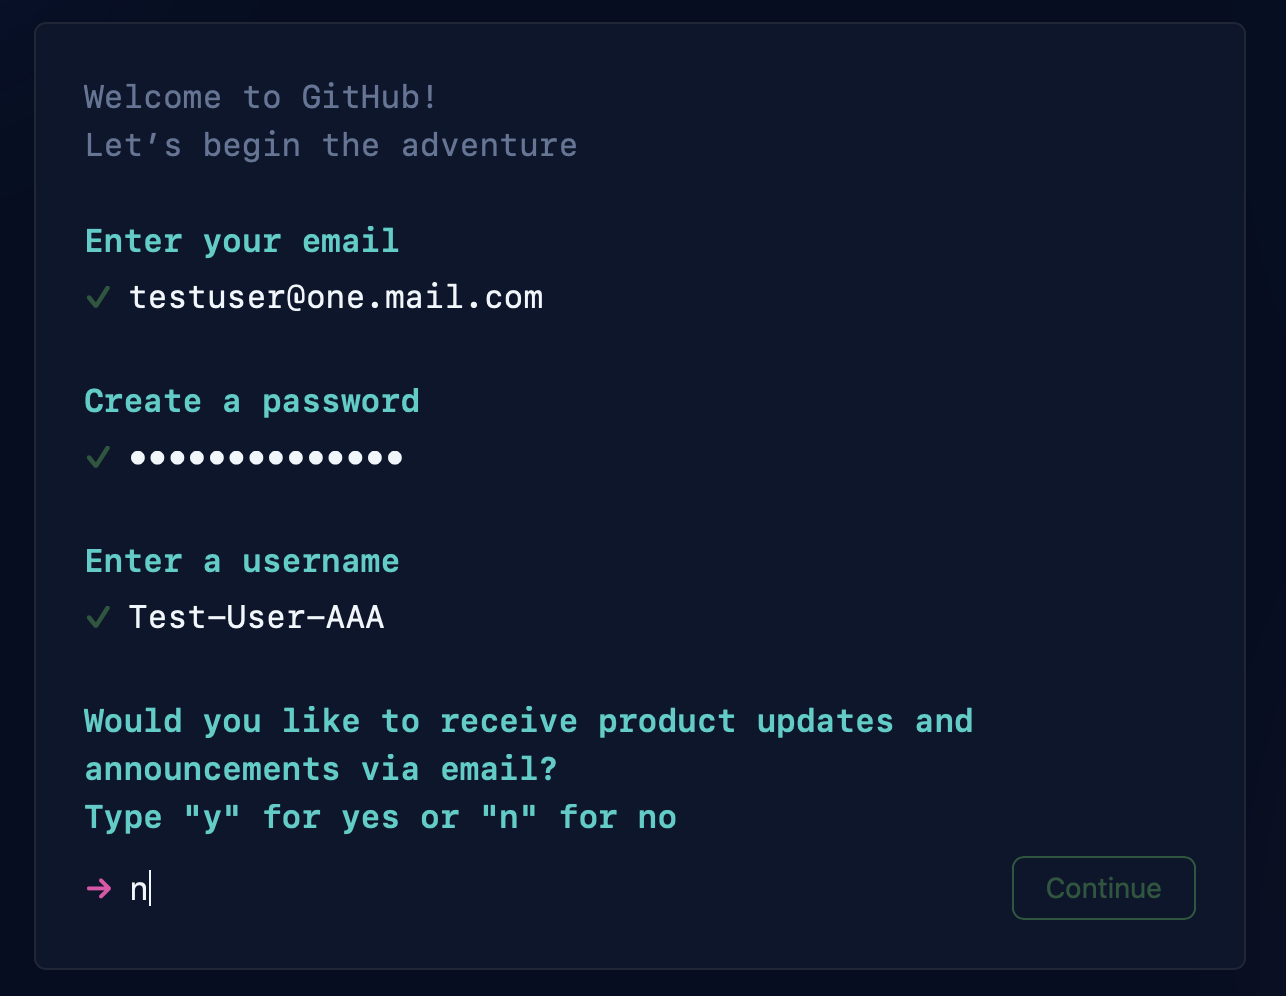 Welcome to GitHub!
Let’s begin the adventure
Enter your email
✓ testuser@one.mail.com
Create a password
✓ ●●●●●●●●●●●●●●
Enter a username
✓ Test-User-AAA
Would you like to receive product updates and
announcements via email?
Type "y" for yes or "n" for no
→ n
Continue